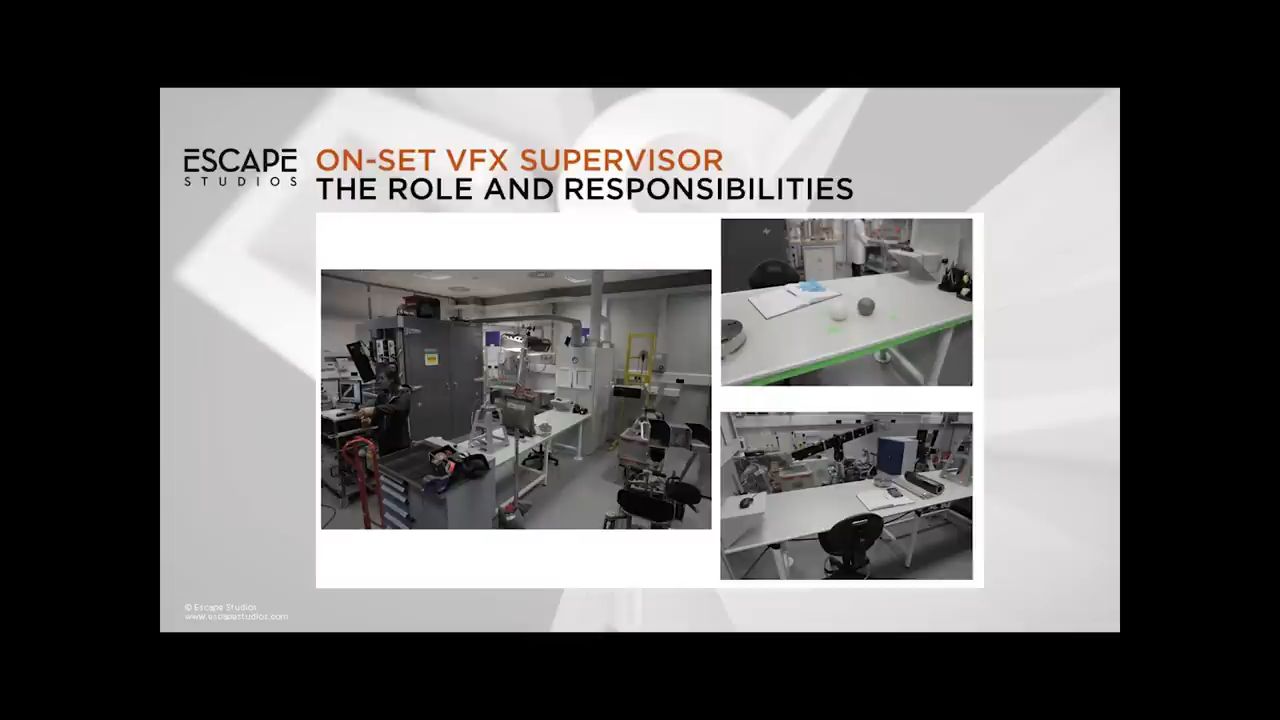 ESCAPE
STUDIOS
ON-SET VFX SUPERVISOR
THE ROLE AND RESPONSIBILITIES
© Escape Studios
www.escapestudios.com